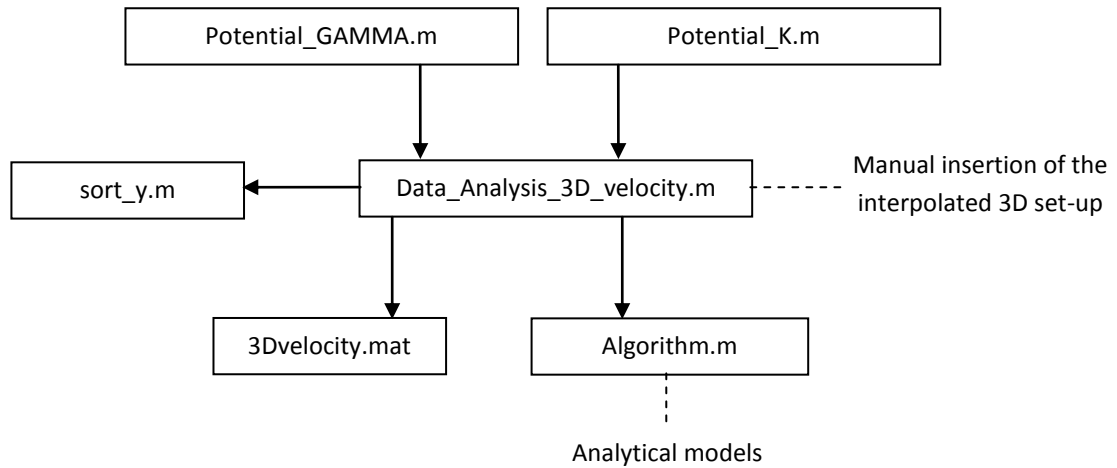 Potential_GAMMA.m
Potential_K.m
sort_y.m
Data_Analysis_3D_velocity.m
Manual insertion of the
interpolated 3D set-up
3Dvelocity.mat
Algorithm.m
Analytical models